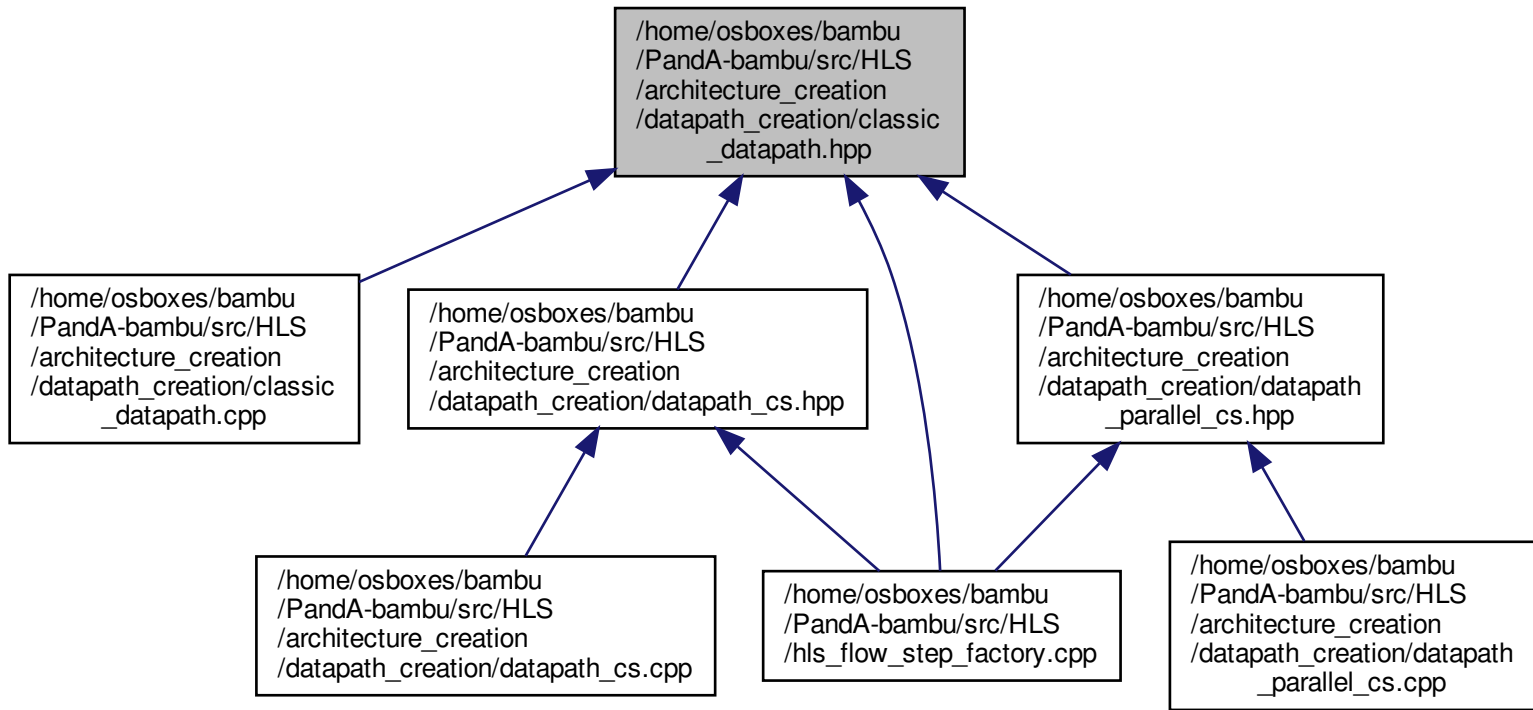 /home/osboxes/bambu
/PandA-bambu/src/HLS
/architecture_creation
/datapath_creation/classic
_datapath.hpp
/home/osboxes/bambu
/PandA-bambu/src/HLS
/architecture_creation
/datapath_creation/classic
_datapath.cpp
/home/osboxes/bambu
/PandA-bambu/src/HLS
/architecture_creation
/datapath_creation/datapath_cs.hpp
/home/osboxes/bambu
/PandA-bambu/src/HLS
/architecture_creation
/datapath_creation/datapath
_parallel_cs.hpp
/home/osboxes/bambu
/PandA-bambu/src/HLS
/architecture_creation
/datapath_creation/datapath_cs.cpp
/home/osboxes/bambu
/PandA-bambu/src/HLS
/hls_flow_step_factory.cpp
/home/osboxes/bambu
/PandA-bambu/src/HLS
/architecture_creation
/datapath_creation/datapath
_parallel_cs.cpp